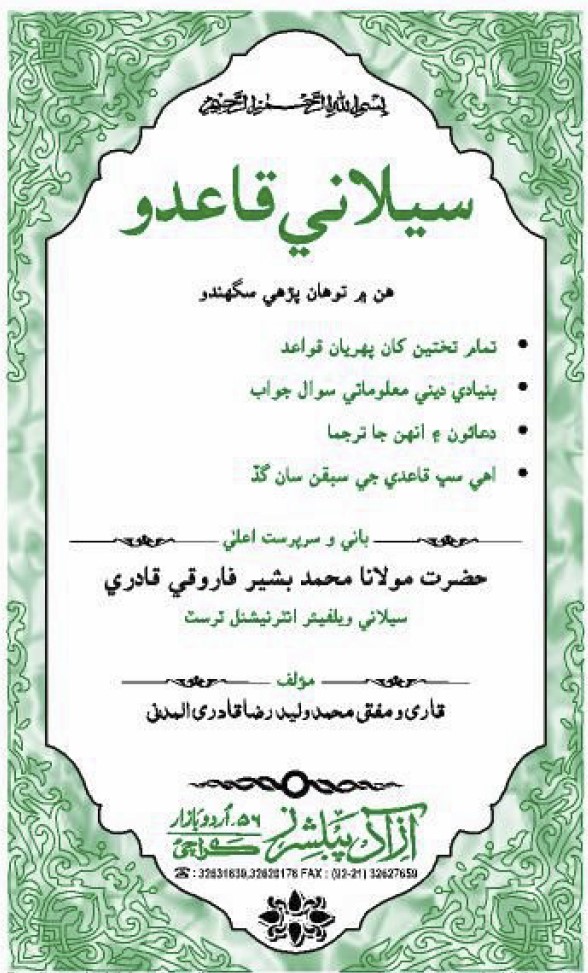 بسم الله الرحمن الرحيم
سيلاني قاعدو
هن ۾ توهان پڙهي سگهندو
• تمام تختين کان پهريان قواعد
• بنيادي ديني معلوماتي سوال جواب
• دعائون ۽ انهن جا ترجما
• اهي سڀ قاعدي جي سبقن سان گڏ
باني و سرپرست اعليٰ
حضرت مولانا محمد بشير فاروقي قادري
سيلاني ويلفيئر انٽرنيشنل ٽرسٽ
مؤلف
قاری و مفتی محمد ولید رضا قادری المدنی
آزاد پبلشرز ۵۶، اُردو بازار کراچی
☎: 32631839,32620178 FAX : (92-21) 32627659